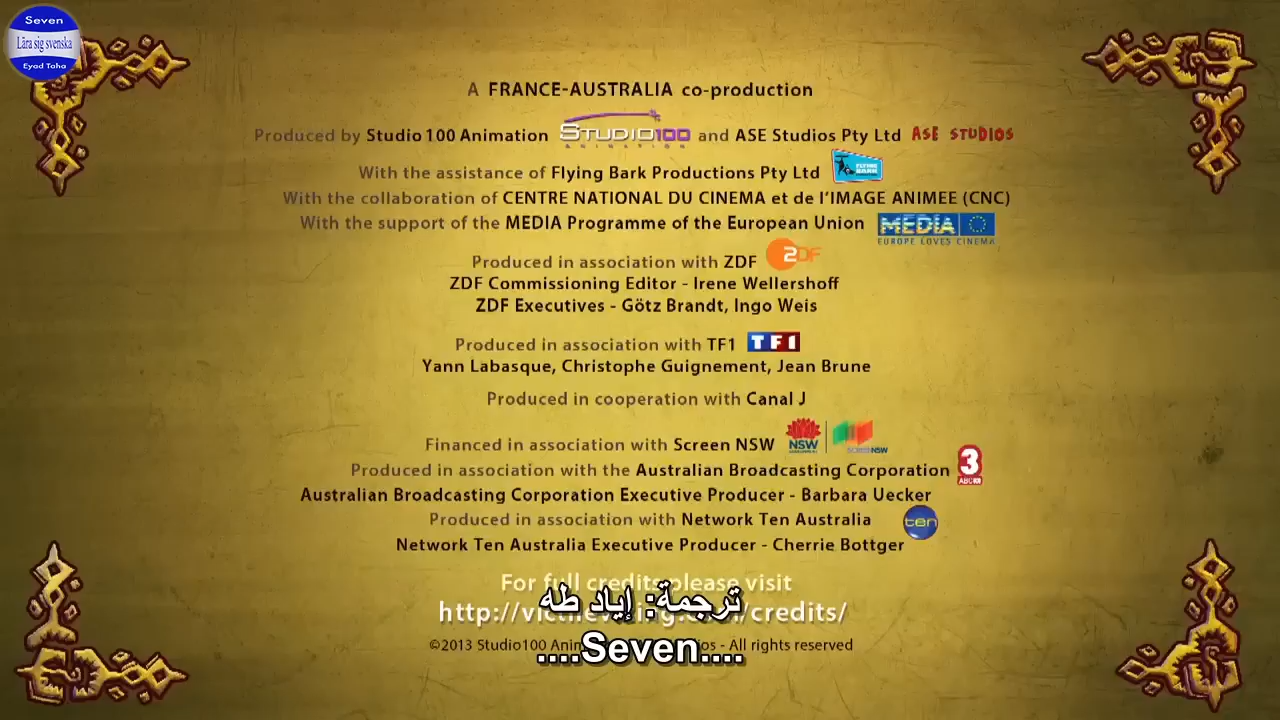 Seven
Lära sig svenska
Eyad Taha
A FRANCE-AUSTRALIA co-production
Produced by Studio 100 Animation STUDIO100 ANIMATION and ASE Studios Pty Ltd ASE STUDIOS
With the assistance of Flying Bark Productions Pty Ltd FLYING BARK
With the collaboration of CENTRE NATIONAL DU CINEMA et de l'IMAGE ANIMEE (CNC)
With the support of the MEDIA Programme of the European Union MEDIA
EUROPE LOVES CINEMA
Produced in association with ZDF 2DF
ZDF Commissioning Editor - Irene Wellershoff
ZDF Executives - Götz Brandt, Ingo Weis
Produced in association with TF1 TF1
Yann Labasque, Christophe Guignement, Jean Brune
Produced in cooperation with Canal J
Financed in association with Screen NSW NSW SCREENNSW
Produced in association with the Australian Broadcasting Corporation 3
Australian Broadcasting Corporation Executive Producer - Barbara Uecker
Produced in association with Network Ten Australia ten
Network Ten Australia Executive Producer - Cherrie Bottger
For full credits please visit
ترجمة: إياد طه
/credits/
©2013 Studio100 - All rights reserved
....Seven....